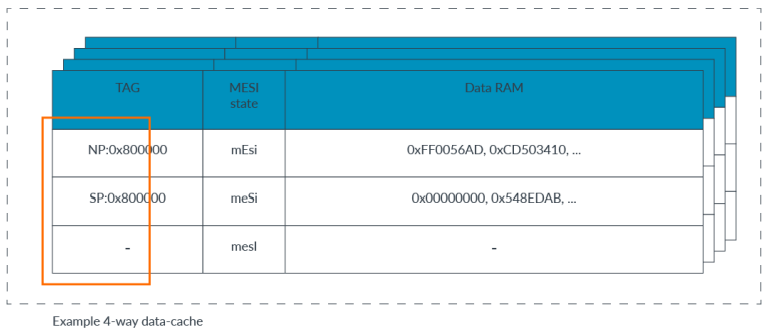 TAG
MESI
state
Data RAM
NP:0x800000
mEsi
0xFF0056AD, 0xCD503410, ...
SP:0x800000
meSi
0x00000000, 0x548EDAB, ...
-
mesI
-
Example 4-way data-cache